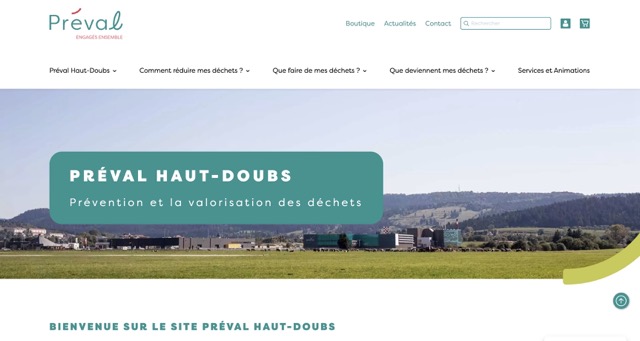 Préval
ENGAGÉS ENSEMBLE
Boutique
Actualités
Contact
Rechercher
Préval Haut-Doubs
Comment réduire mes déchets ?
Que faire de mes déchets ?
Que deviennent mes déchets ?
Services et Animations
PRÉVAL HAUT-DOUBS
Prévention et la valorisation des déchets
BIENVENUE SUR LE SITE PRÉVAL HAUT-DOUBS